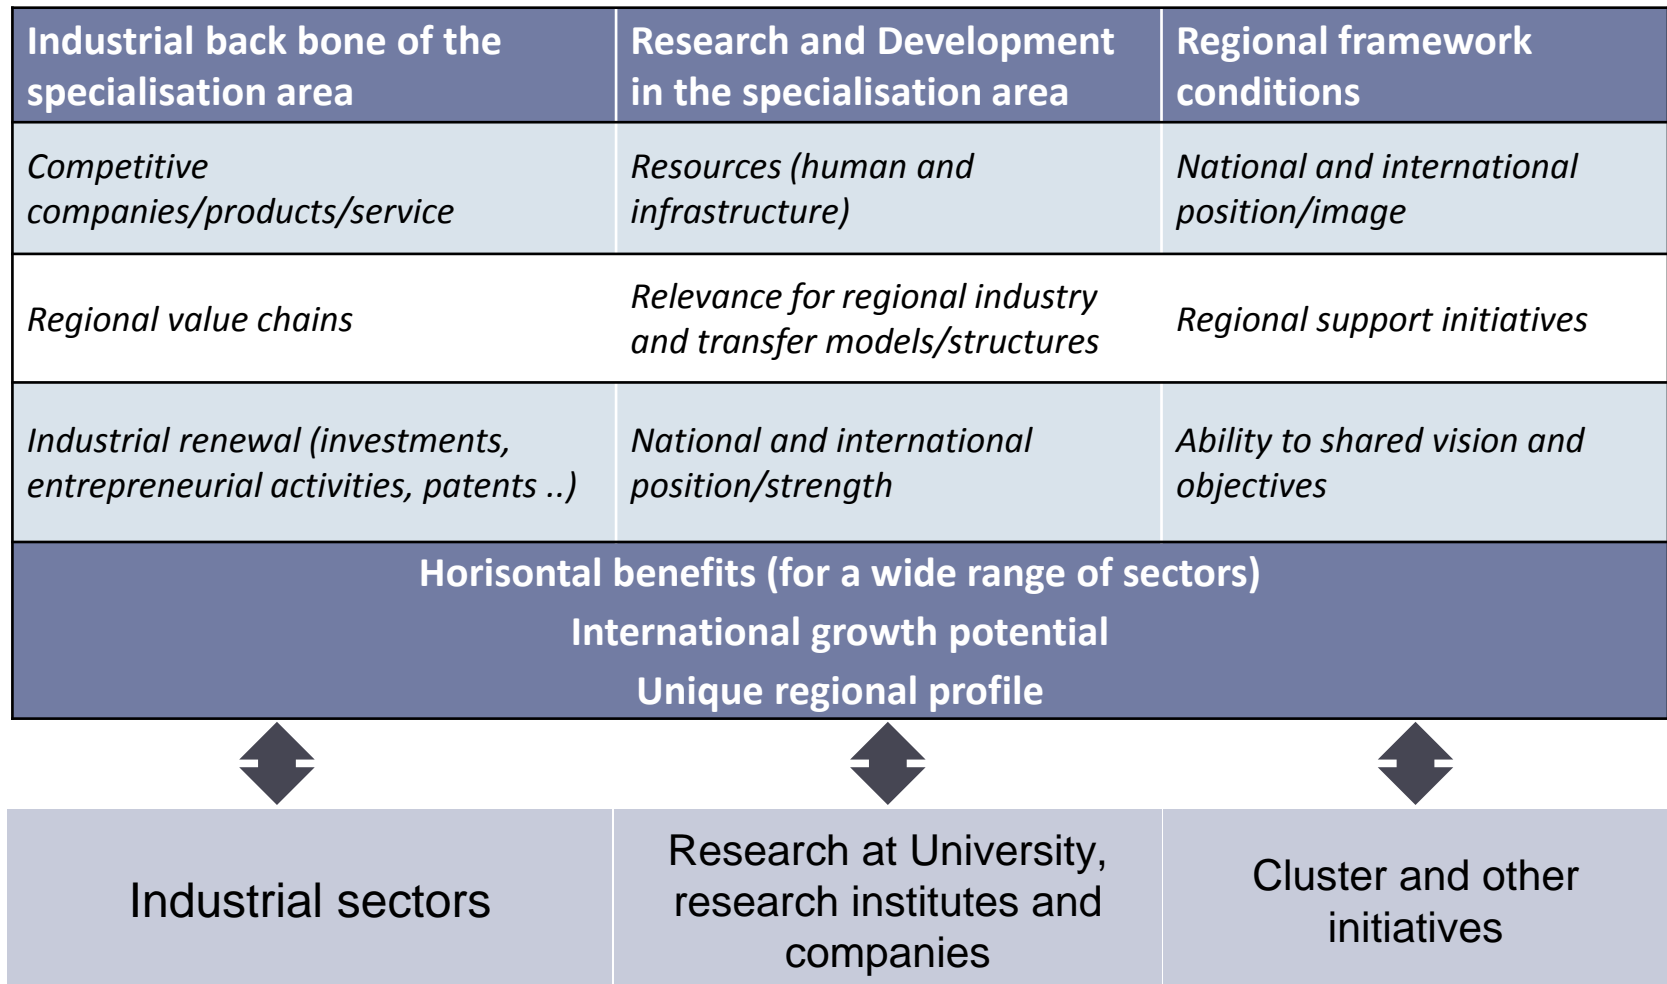 Industrial back bone of the
specialisation area
Research and Development
in the specialisation area
Regional framework
conditions
Competitive
companies/products/service
Resources (human and
infrastructure)
National and international
position/image
Regional value chains
Relevance for regional industry
and transfer models/structures
Regional support initiatives
Industrial renewal (investments,
entrepreneurial activities, patents ..)
National and international
position/strength
Ability to shared vision and
objectives
Horisontal benefits (for a wide range of sectors)
International growth potential
Unique regional profile
Industrial sectors
Research at University,
research institutes and
companies
Cluster and other
initiatives